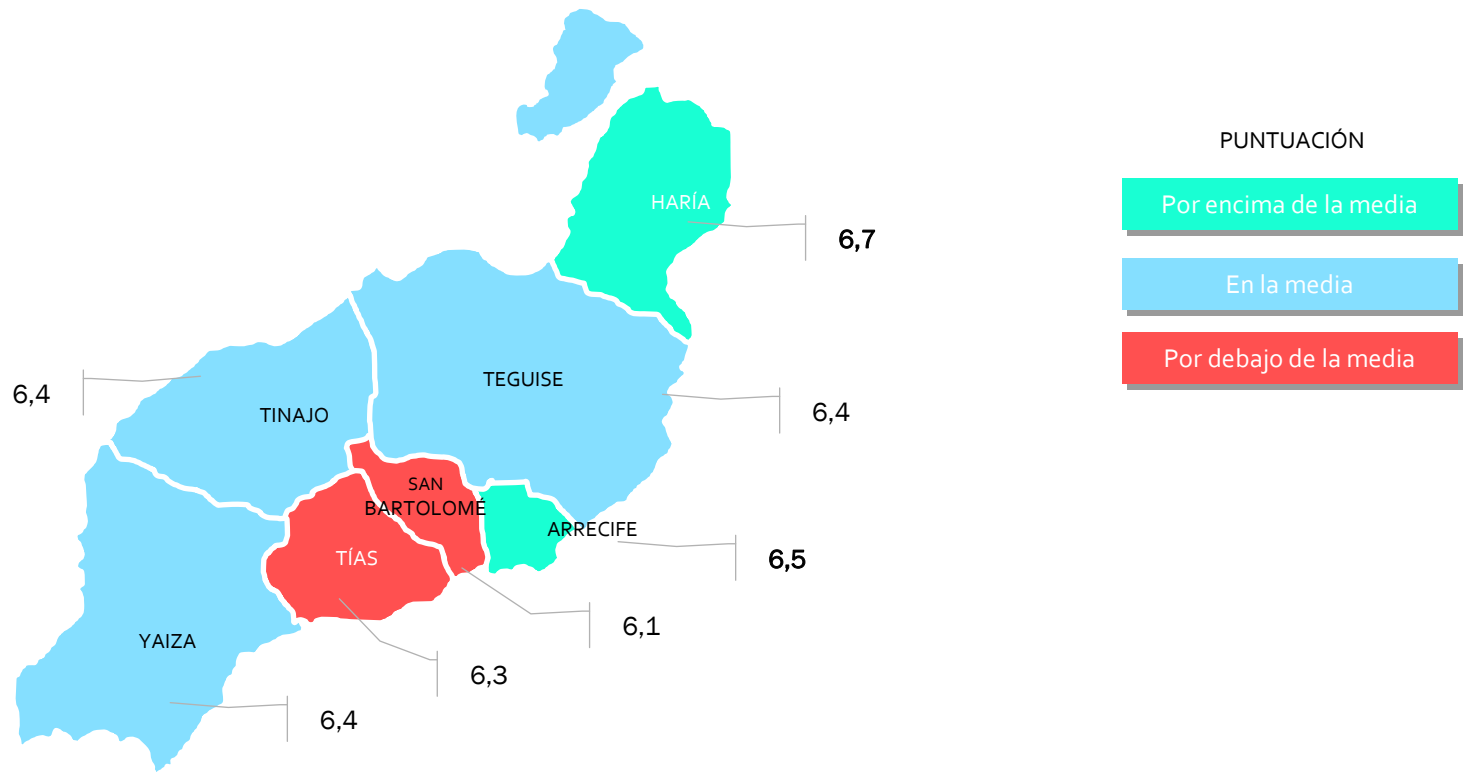 PUNTUACIÓN
Por encima de la media
En la media
Por debajo de la media
HARÍA
6,7
TEGUISE
6,4
TINAJO
6,4
SAN
BARTOLOMÉ
6,1
ARRECIFE
6,5
TÍAS
6,3
YAIZA
6,4